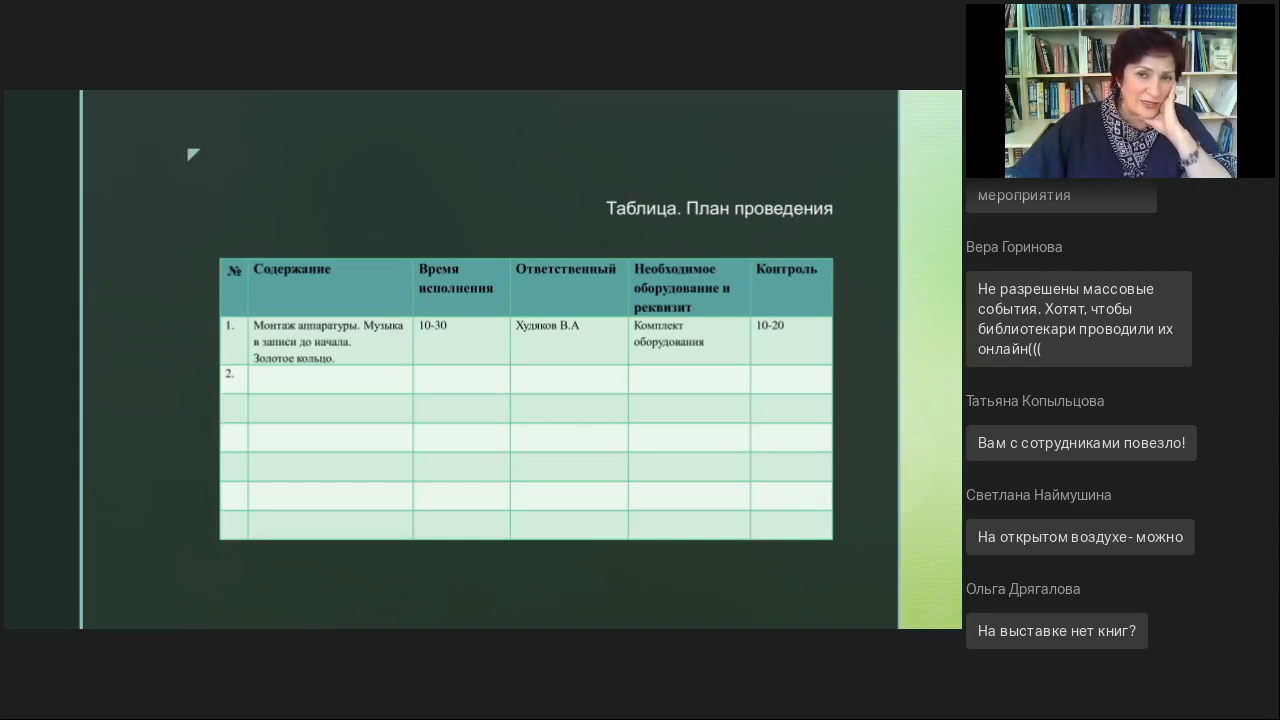 Таблица. План проведения
№ Содержание Время исполнения Ответственный Необходимое оборудование и реквизит Контроль
1. Монтаж аппаратуры. Музыка в записи до начала. Золотое кольцо. 10-30 Худяков В.А Комплект оборудования 10-20
2.
мероприятия
Вера Горинова
Не разрешены массовые
события. Хотят, чтобы
библиотекари проводили их
онлайн(((
Татьяна Копыльцова
Вам с сотрудниками повезло!
Светлана Наймушина
На открытом воздухе- можно
Ольга Дрягалова
На выставке нет книг?